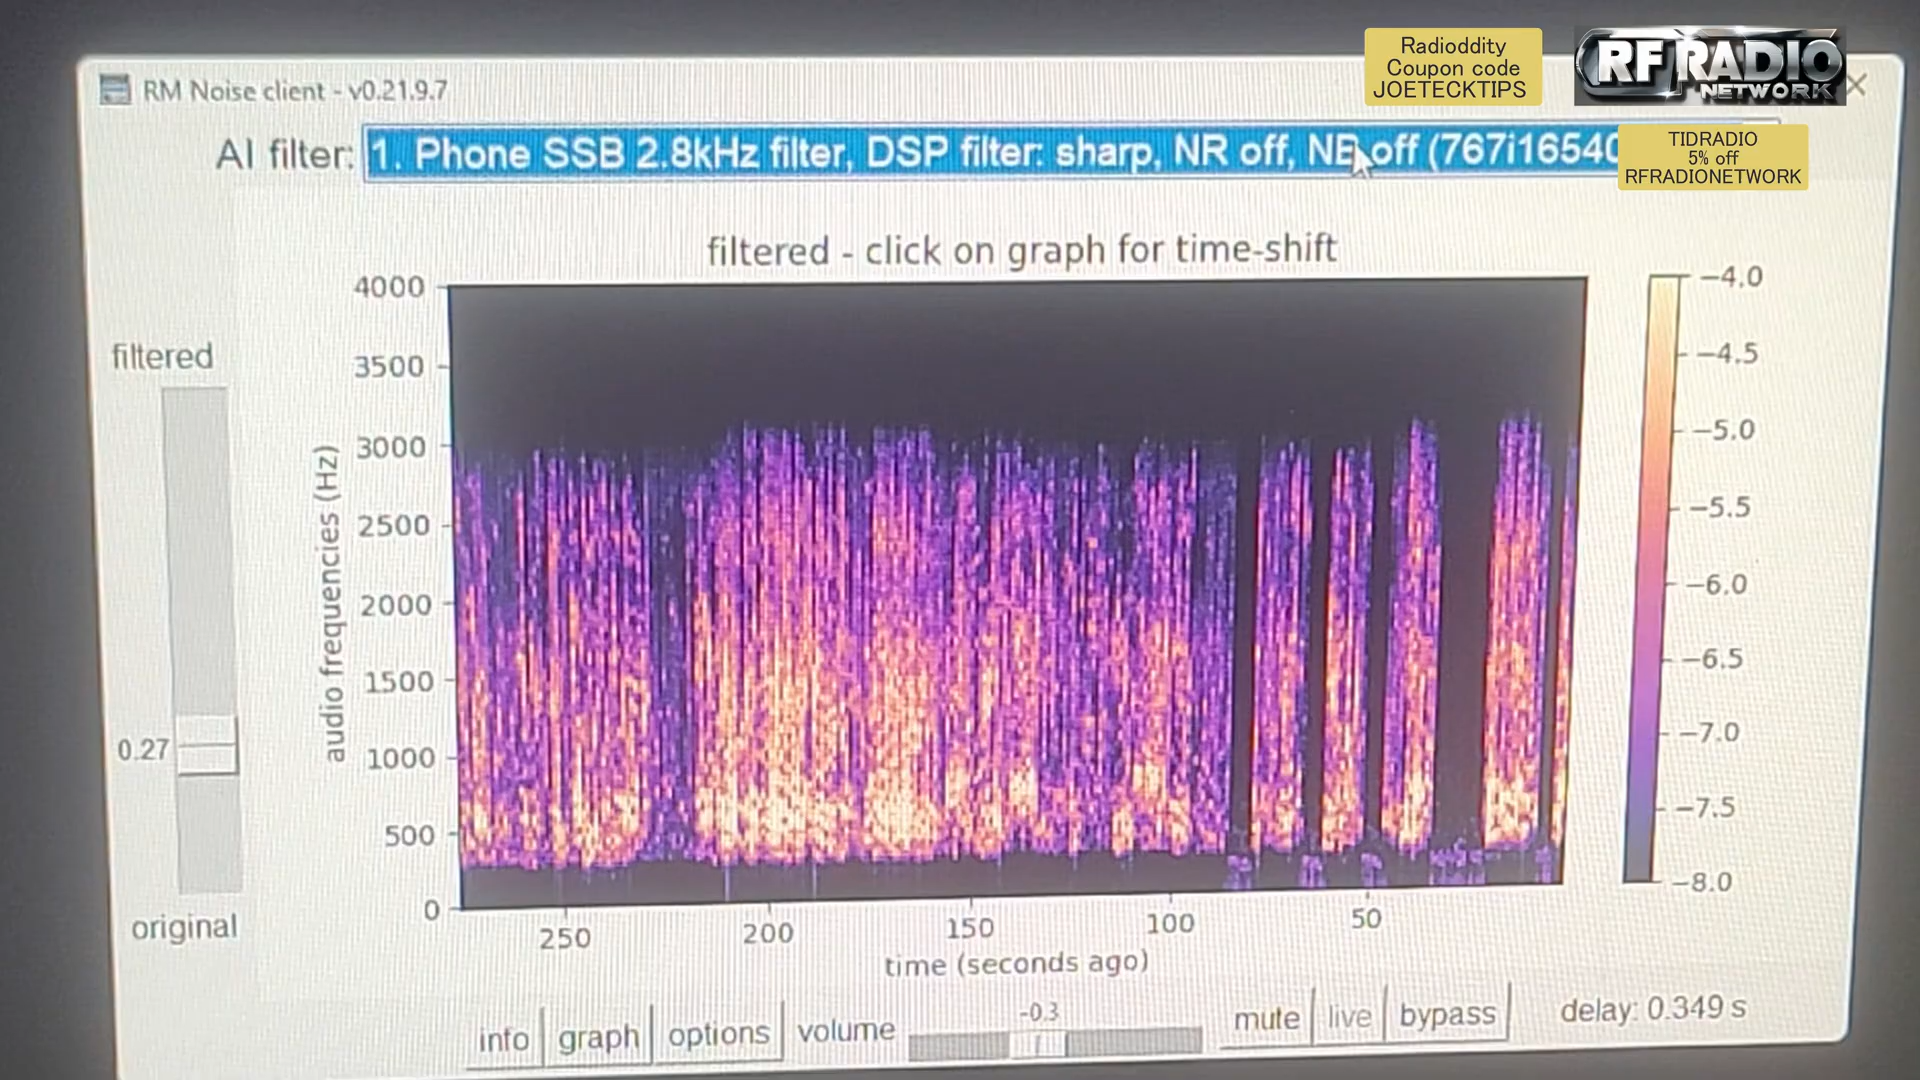 RM Noise client - v0.21.9.7
Radioddity
Coupon code
JOETECKTIPS
RF RADIO
NETWORK
AI filter: 1. Phone SSB 2.8kHz filter, DSP filter: sharp, NR off, NB off (767i16540
TIDRADIO
5% off
RFRADIONETWORK
filtered - click on graph for time-shift
filtered
0.27
original
audio frequencies (Hz)
4000
3500
3000
2500
2000
1500
1000
500
0
250
200
150
100
50
time (seconds ago)
-4.0
-4.5
-5.0
-5.5
-6.0
-6.5
-7.0
-7.5
-8.0
info
graph
options
volume
-0.3
mute
live
bypass
delay: 0.349 s